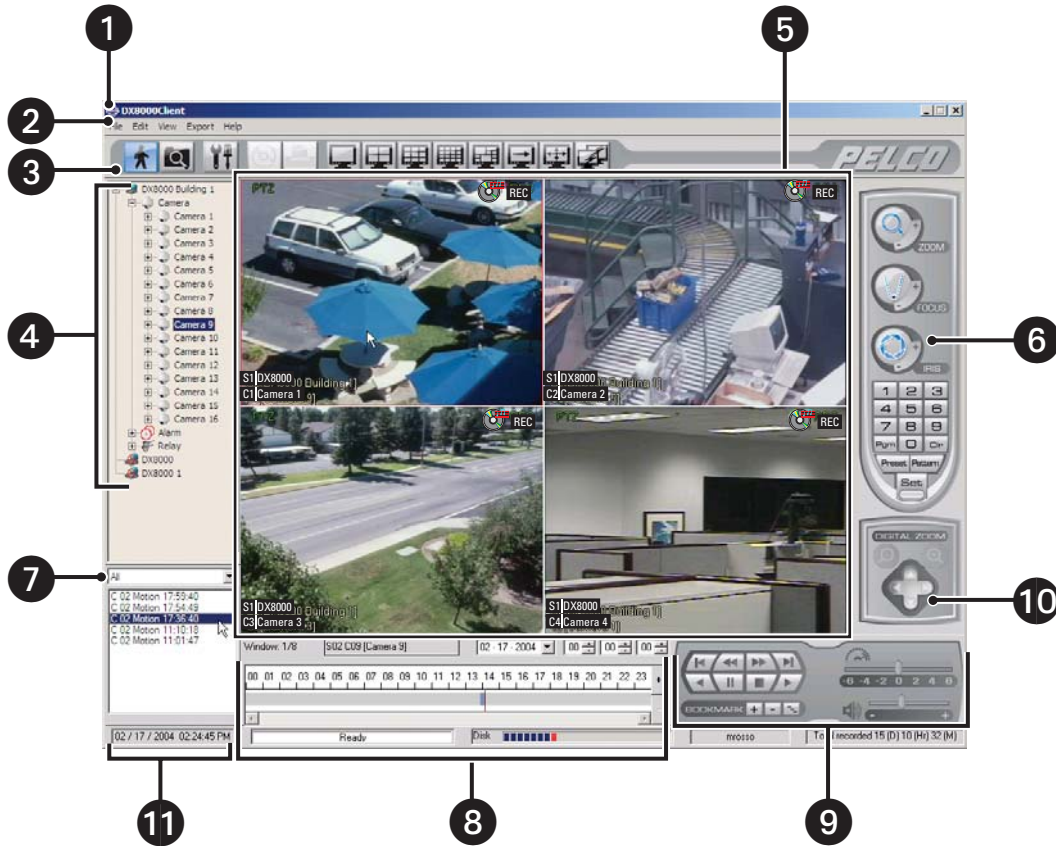 1
5
DX8000Client
2
File Edit View Export Help
3
PELCO
4
DX8000 Building 1
Camera
Camera 1
Camera 2
Camera 3
Camera 4
Camera 5
Camera 6
Camera 7
Camera 8
Camera 9
Camera 10
Camera 11
Camera 12
Camera 13
Camera 14
Camera 15
Camera 16
Alarm
Relay
DX8000
DX8000 1
PTZ
REC
S1 DX8000 Building 1]
C1 Camera 1
REC
S1 DX8000 Building 1]
C2 Camera 2
REC
S1 DX8000 Building 1]
C3 Camera 3
PTZ
REC
S1 DX8000 Building 1]
C4 Camera 4
ZOOM
FOCUS
6
IRIS
1 2 3
4 5 6
7 8 9
Pgm 0 Clr
Preset Pattern
Set
DIGITAL ZOOM
10
7
All
C 02 Motion 17:59:40
C 02 Motion 17:54:49
C 02 Motion 17:36:40
C 02 Motion 11:10:18
C 02 Motion 11:01:47
Window: 1/8 S02 C09 [Camera 9] 02 - 17 - 2004 00 00 00
00 01 02 03 04 05 06 07 08 09 10 11 12 13 14 15 16 17 18 19 20 21 22 23
-6 -4 -2 0 2 4 6
BOOKMARK + - 
- +
02 / 17 / 2004 02:24:45 PM
Ready
Disk
mrosso
Total recorded 15 (D) 10 (Hr) 32 (M)
11
8
9